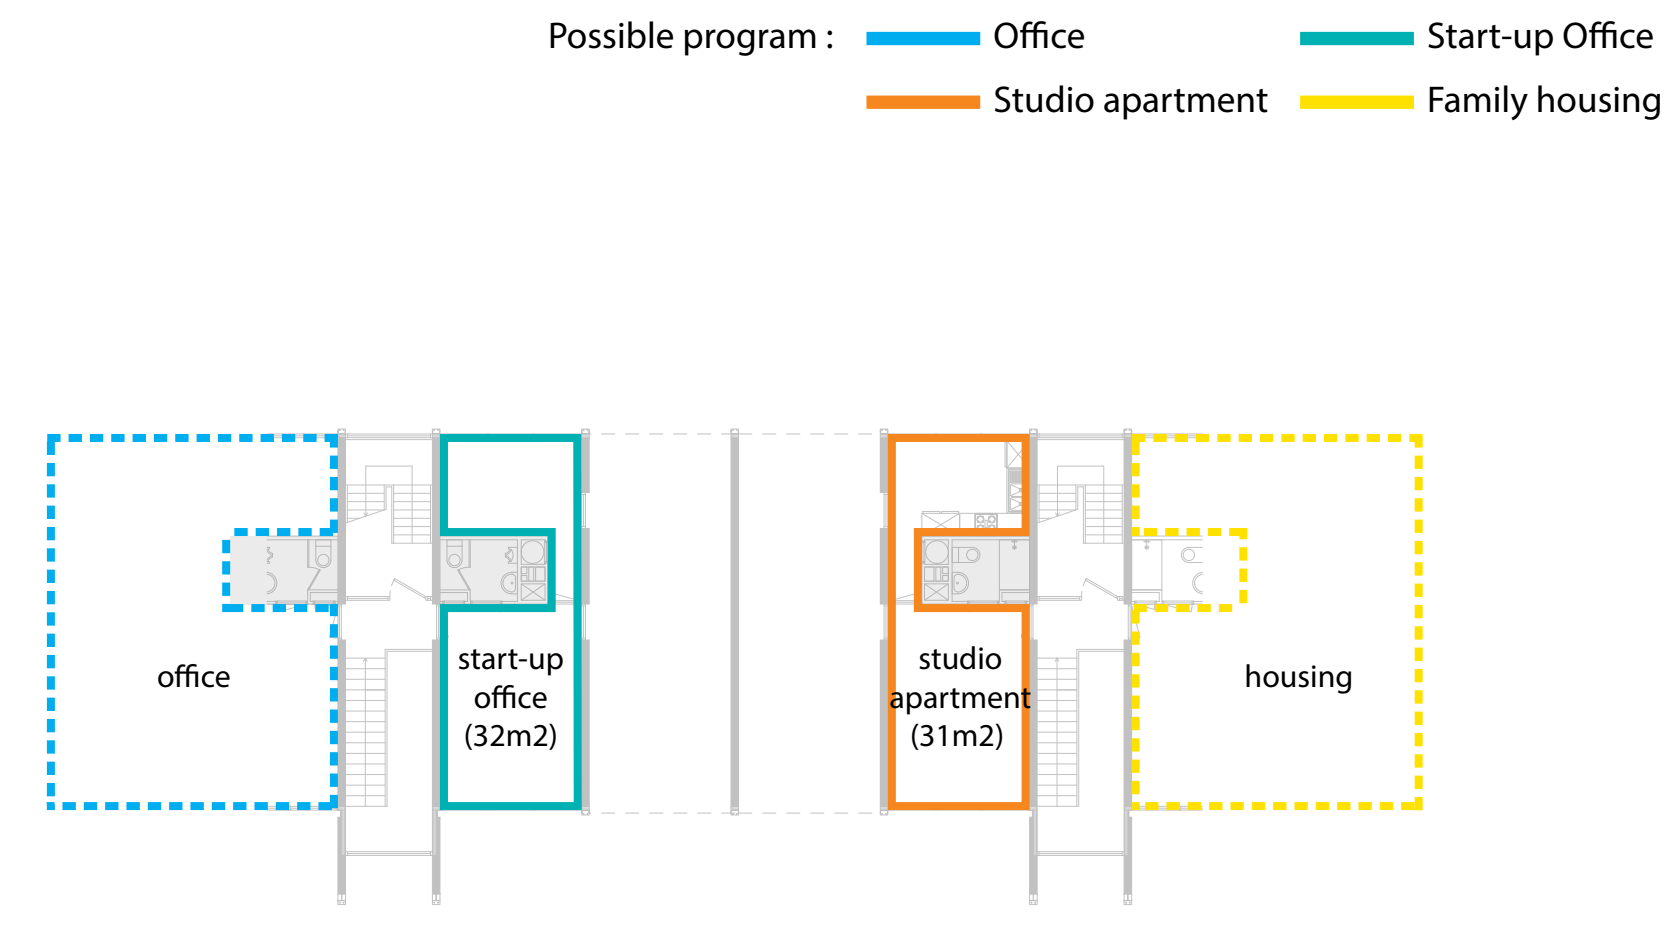 Possible program :
Office
Start-up Office
Studio apartment
Family housing
office
start-up
office
(32m2)
studio
apartment
(31m2)
housing